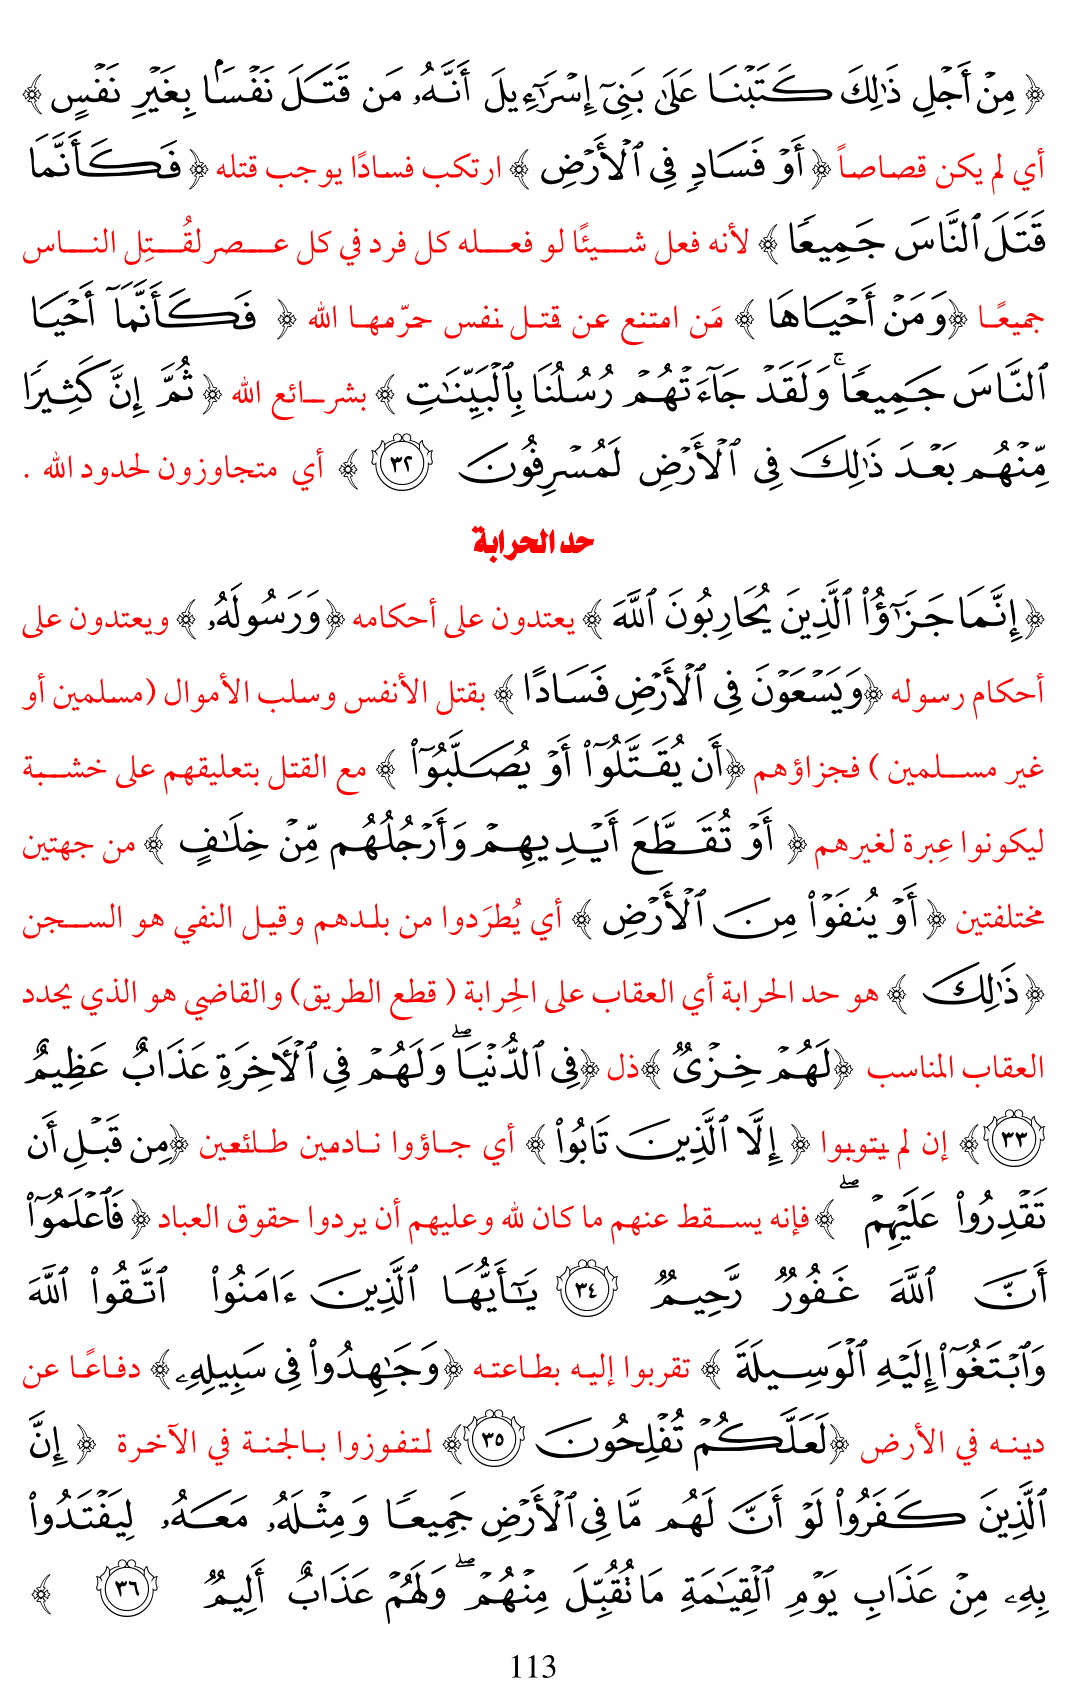 ﴿ مِنْ أَجْلِ ذَٰلِكَ كَتَبْنَا عَلَىٰ بَنِىٓ إِسْرَٰٓءِيلَ أَنَّهُۥ مَن قَتَلَ نَفْسًۢا بِغَيْرِ نَفْسٍ ﴾
أي لم يكن قصاصاً ﴿ أَوْ فَسَادٍ فِى ٱلْأَرْضِ ﴾ ارتكب فسادًا يوجب قتله ﴿ فَكَأَنَّمَا
قَتَلَ ٱلنَّاسَ جَمِيعًا ﴾ لأنه فعل شيئًا لو فعله كل فرد في كل عصر لقُتِل الناس
جميعًا ﴿ وَمَنْ أَحْيَاهَا ﴾ مَن امتنع عن قتل نفس حرّمها الله ﴿ فَكَأَنَّمَآ أَحْيَا
ٱلنَّاسَ جَمِيعًا ۚ وَلَقَدْ جَآءَتْهُمْ رُسُلُنَا بِٱلْبَيِّنَٰتِ ﴾ بشرائع الله ﴿ ثُمَّ إِنَّ كَثِيرًا
مِّنْهُم بَعْدَ ذَٰلِكَ فِى ٱلْأَرْضِ لَمُسْرِفُونَ ٣٢ ﴾ أي متجاوزون لحدود الله .
حد الحرابة
﴿ إِنَّمَا جَزَٰٓؤُا۟ ٱلَّذِينَ يُحَارِبُونَ ٱللَّهَ ﴾ يعتدون على أحكامه ﴿ وَرَسُولَهُۥ ﴾ ويعتدون على
أحكام رسوله ﴿ وَيَسْعَوْنَ فِى ٱلْأَرْضِ فَسَادًا ﴾ بقتل الأنفس وسلب الأموال (مسلمين أو
غير مسلمين ) فجزاؤهم ﴿ أَن يُقَتَّلُوٓا۟ أَوْ يُصَلَّبُوٓا۟ ﴾ مع القتل بتعليقهم على خشبة
ليكونوا عِبرة لغيرهم ﴿ أَوْ تُقَطَّعَ أَيْدِيهِمْ وَأَرْجُلُهُم مِّنْ خِلَٰفٍ ﴾ من جهتين
مختلفتين ﴿ أَوْ يُنفَوْا۟ مِنَ ٱلْأَرْضِ ﴾ أي يُطرَدوا من بلدهم وقيل النفي هو السجن
﴿ ذَٰلِكَ ﴾ هو حد الحرابة أي العقاب على الحِرابة ( قطع الطريق) والقاضي هو الذي يحدد
العقاب المناسب ﴿ لَهُمْ خِزْىٌ ﴾ ذل ﴿ فِى ٱلدُّنْيَا ۖ وَلَهُمْ فِى ٱلْأَخِرَةِ عَذَابٌ عَظِيمٌ
٣٣ ﴾ إن لم يتوبوا ﴿ إِلَّا ٱلَّذِينَ تَابُوا۟ ﴾ أي جاؤوا نادمين طائعين ﴿ مِن قَبْلِ أَن
تَقْدِرُوا۟ عَلَيْهِمْ ۖ ﴾ فإنه يسقط عنهم ما كان لله وعليهم أن يردوا حقوق العباد ﴿ فَٱعْلَمُوٓا۟
أَنَّ ٱللَّهَ غَفُورٌ رَّحِيمٌ ٣٤ يَٰٓأَيُّهَا ٱلَّذِينَ ءَامَنُوا۟ ٱتَّقُوا۟ ٱللَّهَ
وَٱبْتَغُوٓا۟ إِلَيْهِ ٱلْوَسِيلَةَ ﴾ تقربوا إليه بطاعته ﴿ وَجَٰهِدُوا۟ فِى سَبِيلِهِۦ ﴾ دفاعًا عن
دينه في الأرض ﴿ لَعَلَّكُمْ تُفْلِحُونَ ٣٥ ﴾ لتفوزوا بالجنة في الآخرة ﴿ إِنَّ
ٱلَّذِينَ كَفَرُوا۟ لَوْ أَنَّ لَهُم مَّا فِى ٱلْأَرْضِ جَمِيعًا وَمِثْلَهُۥ مَعَهُۥ لِيَفْتَدُوا۟
بِهِۦ مِنْ عَذَابِ يَوْمِ ٱلْقِيَٰمَةِ مَا تُقُبِّلَ مِنْهُمْ ۖ وَلَهُمْ عَذَابٌ أَلِيمٌ ٣٦ ﴾
113